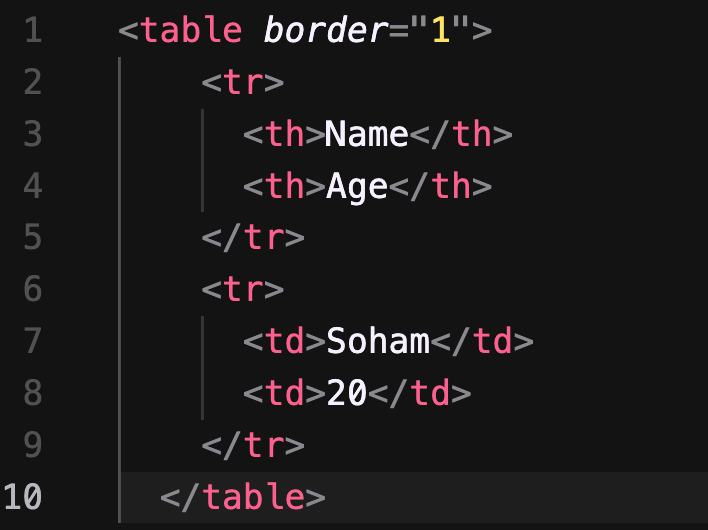 1 <table border="1">
2 <tr>
3 <th>Name</th>
4 <th>Age</th>
5 </tr>
6 <tr>
7 <td>Soham</td>
8 <td>20</td>
9 </tr>
10 </table>